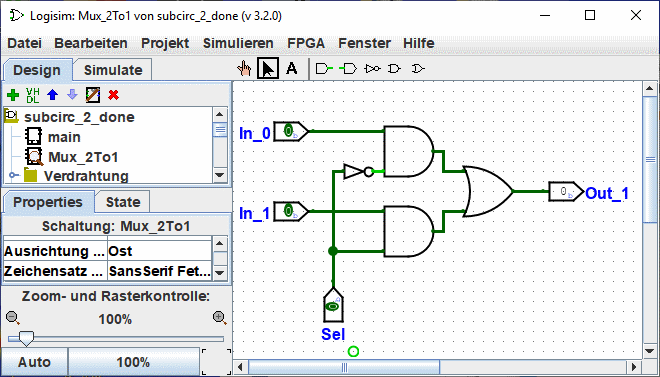 Logisim: Mux_2To1 von subcirc_2_done (v 3.2.0)
Datei Bearbeiten Projekt Simulieren FPGA Fenster Hilfe
Design Simulate
A
VH
DL
subcirc_2_done
main
Mux_2To1
Verdrahtung
Properties State
Schaltung: Mux_2To1
Ausrichtung ... Ost
Zeichensatz ... SansSerif Fet...
Zoom- und Rasterkontrolle:
100%
Auto 100%
In_0 0 b
In_1 0 b
0 b Out_1
0
Sel